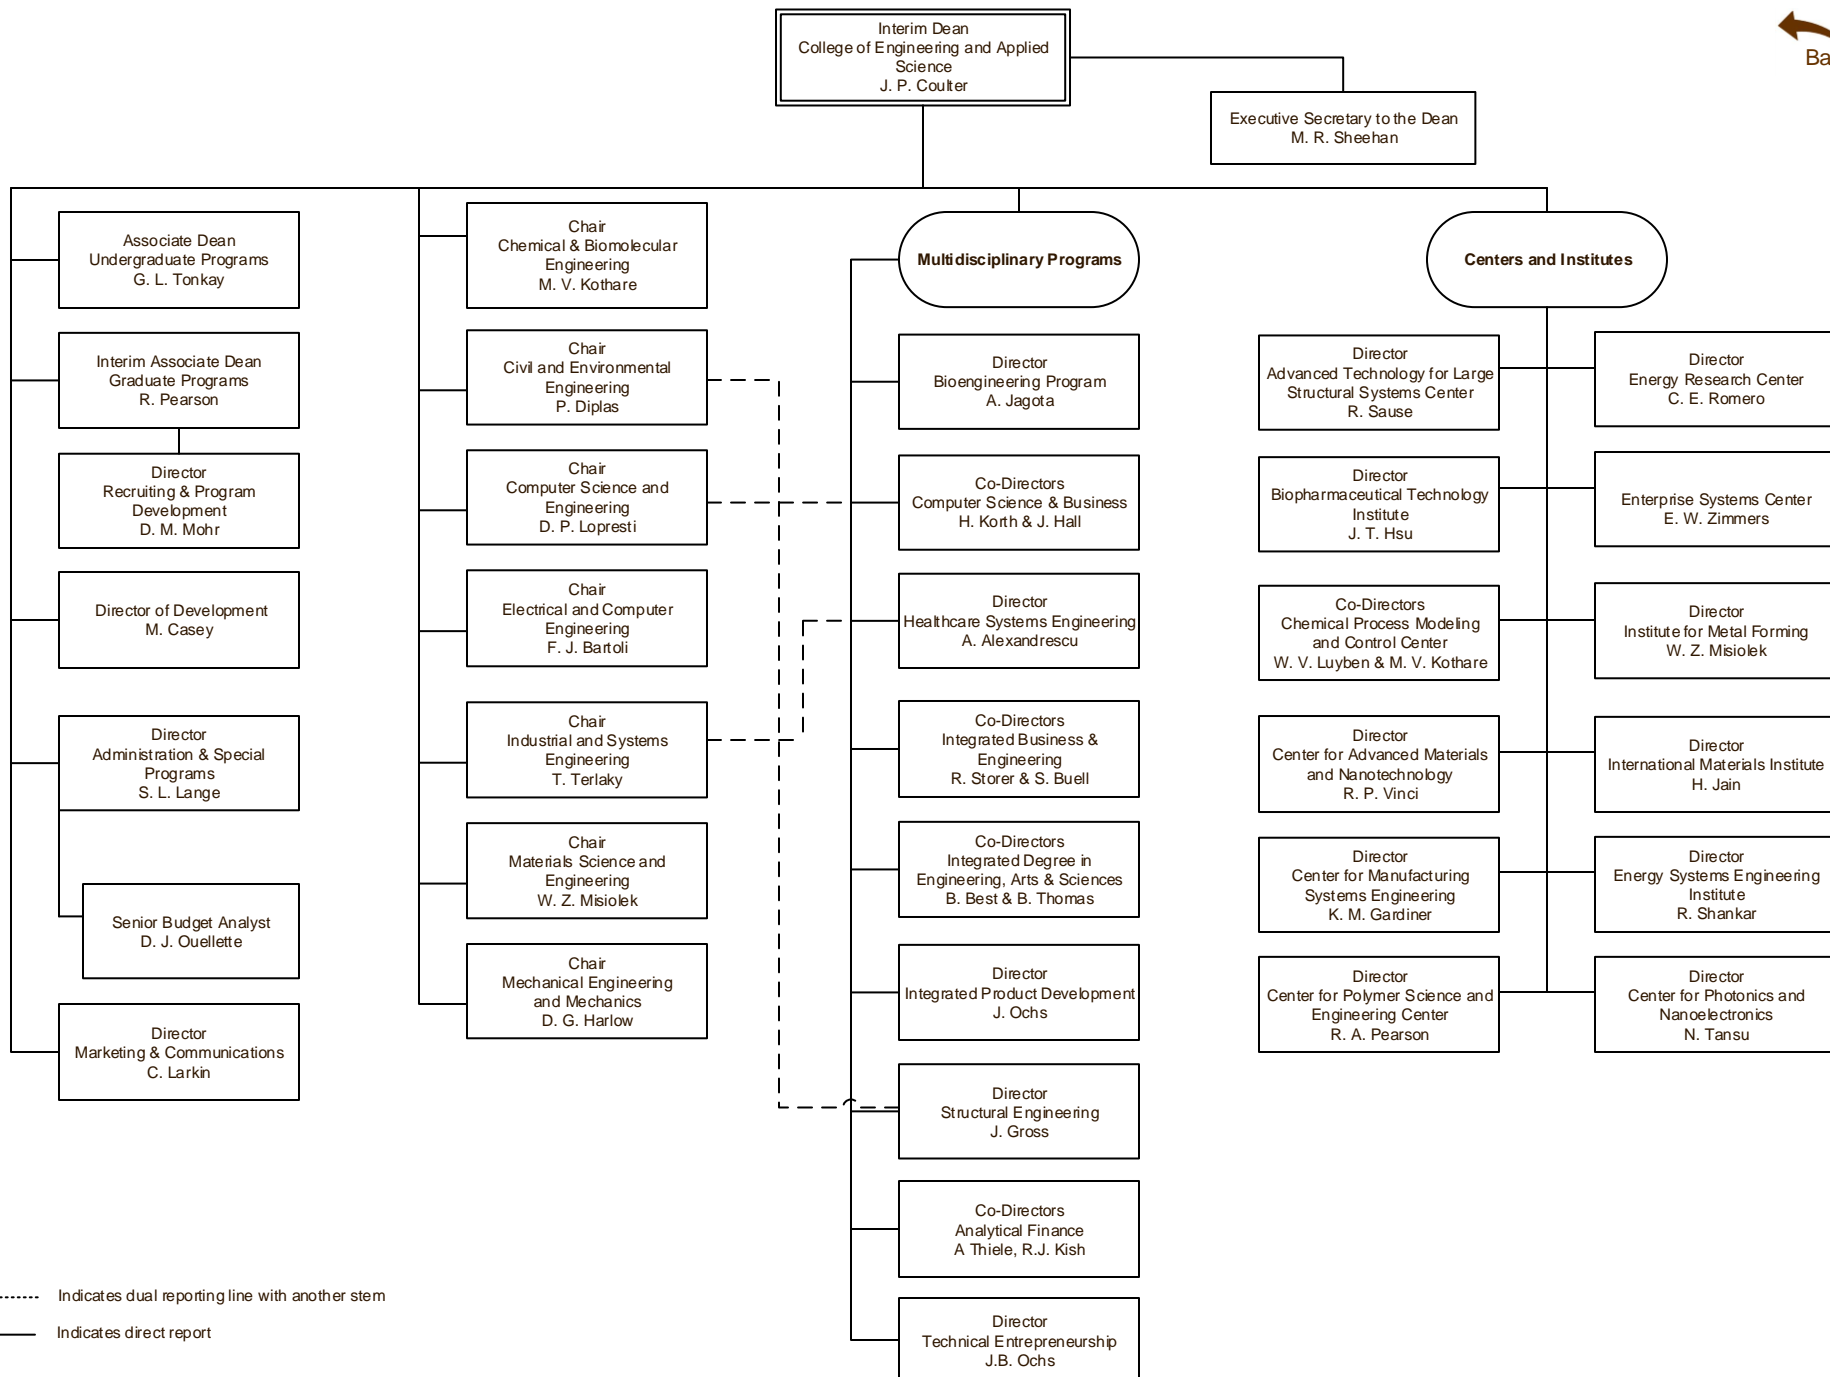 Interim Dean
College of Engineering and Applied
Science
J. P. Coulter
Ba
Executive Secretary to the Dean
M. R. Sheehan
Associate Dean
Undergraduate Programs
G. L. Tonkay
Interim Associate Dean
Graduate Programs
R. Pearson
Director
Recruiting & Program
Development
D. M. Mohr
Director of Development
M. Casey
Director
Administration & Special
Programs
S. L. Lange
Senior Budget Analyst
D. J. Ouellette
Director
Marketing & Communications
C. Larkin
Chair
Chemical & Biomolecular
Engineering
M. V. Kothare
Chair
Civil and Environmental
Engineering
P. Diplas
Chair
Computer Science and
Engineering
D. P. Lopresti
Chair
Electrical and Computer
Engineering
F. J. Bartoli
Chair
Industrial and Systems
Engineering
T. Terlaky
Chair
Materials Science and
Engineering
W. Z. Misiolek
Chair
Mechanical Engineering
and Mechanics
D. G. Harlow
Multidisciplinary Programs
Director
Bioengineering Program
A. Jagota
Co-Directors
Computer Science & Business
H. Korth & J. Hall
Director
Healthcare Systems Engineering
A. Alexandrescu
Co-Directors
Integrated Business &
Engineering
R. Storer & S. Buell
Co-Directors
Integrated Degree in
Engineering, Arts & Sciences
B. Best & B. Thomas
Director
Integrated Product Development
J. Ochs
Director
Structural Engineering
J. Gross
Co-Directors
Analytical Finance
A Thiele, R.J. Kish
Director
Technical Entrepreneurship
J.B. Ochs
Centers and Institutes
Director
Advanced Technology for Large
Structural Systems Center
R. Sause
Director
Biopharmaceutical Technology
Institute
J. T. Hsu
Co-Directors
Chemical Process Modeling
and Control Center
W. V. Luyben & M. V. Kothare
Director
Center for Advanced Materials
and Nanotechnology
R. P. Vinci
Director
Center for Manufacturing
Systems Engineering
K. M. Gardiner
Director
Center for Polymer Science and
Engineering Center
R. A. Pearson
Director
Energy Research Center
C. E. Romero
Enterprise Systems Center
E. W. Zimmers
Director
Institute for Metal Forming
W. Z. Misiolek
Director
International Materials Institute
H. Jain
Director
Energy Systems Engineering
Institute
R. Shankar
Director
Center for Photonics and
Nanoelectronics
N. Tansu
Indicates dual reporting line with another stem
Indicates direct report